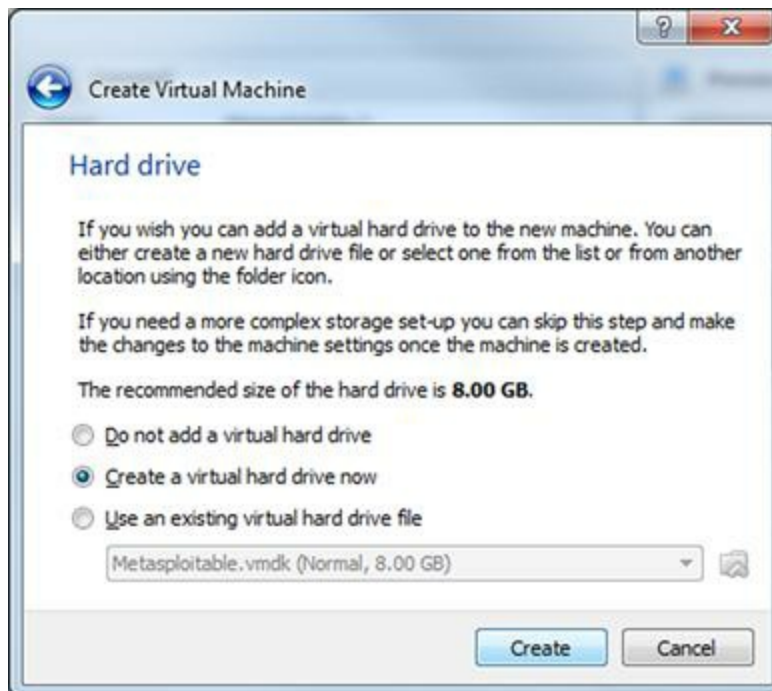 Create Virtual Machine
Hard drive
If you wish you can add a virtual hard drive to the new machine. You can
either create a new hard drive file or select one from the list or from another
location using the folder icon.
If you need a more complex storage set-up you can skip this step and make
the changes to the machine settings once the machine is created.
The recommended size of the hard drive is 8.00 GB.
Do not add a virtual hard drive
Create a virtual hard drive now
Use an existing virtual hard drive file
Metasploitable.vmdk (Normal, 8.00 GB)
Create
Cancel